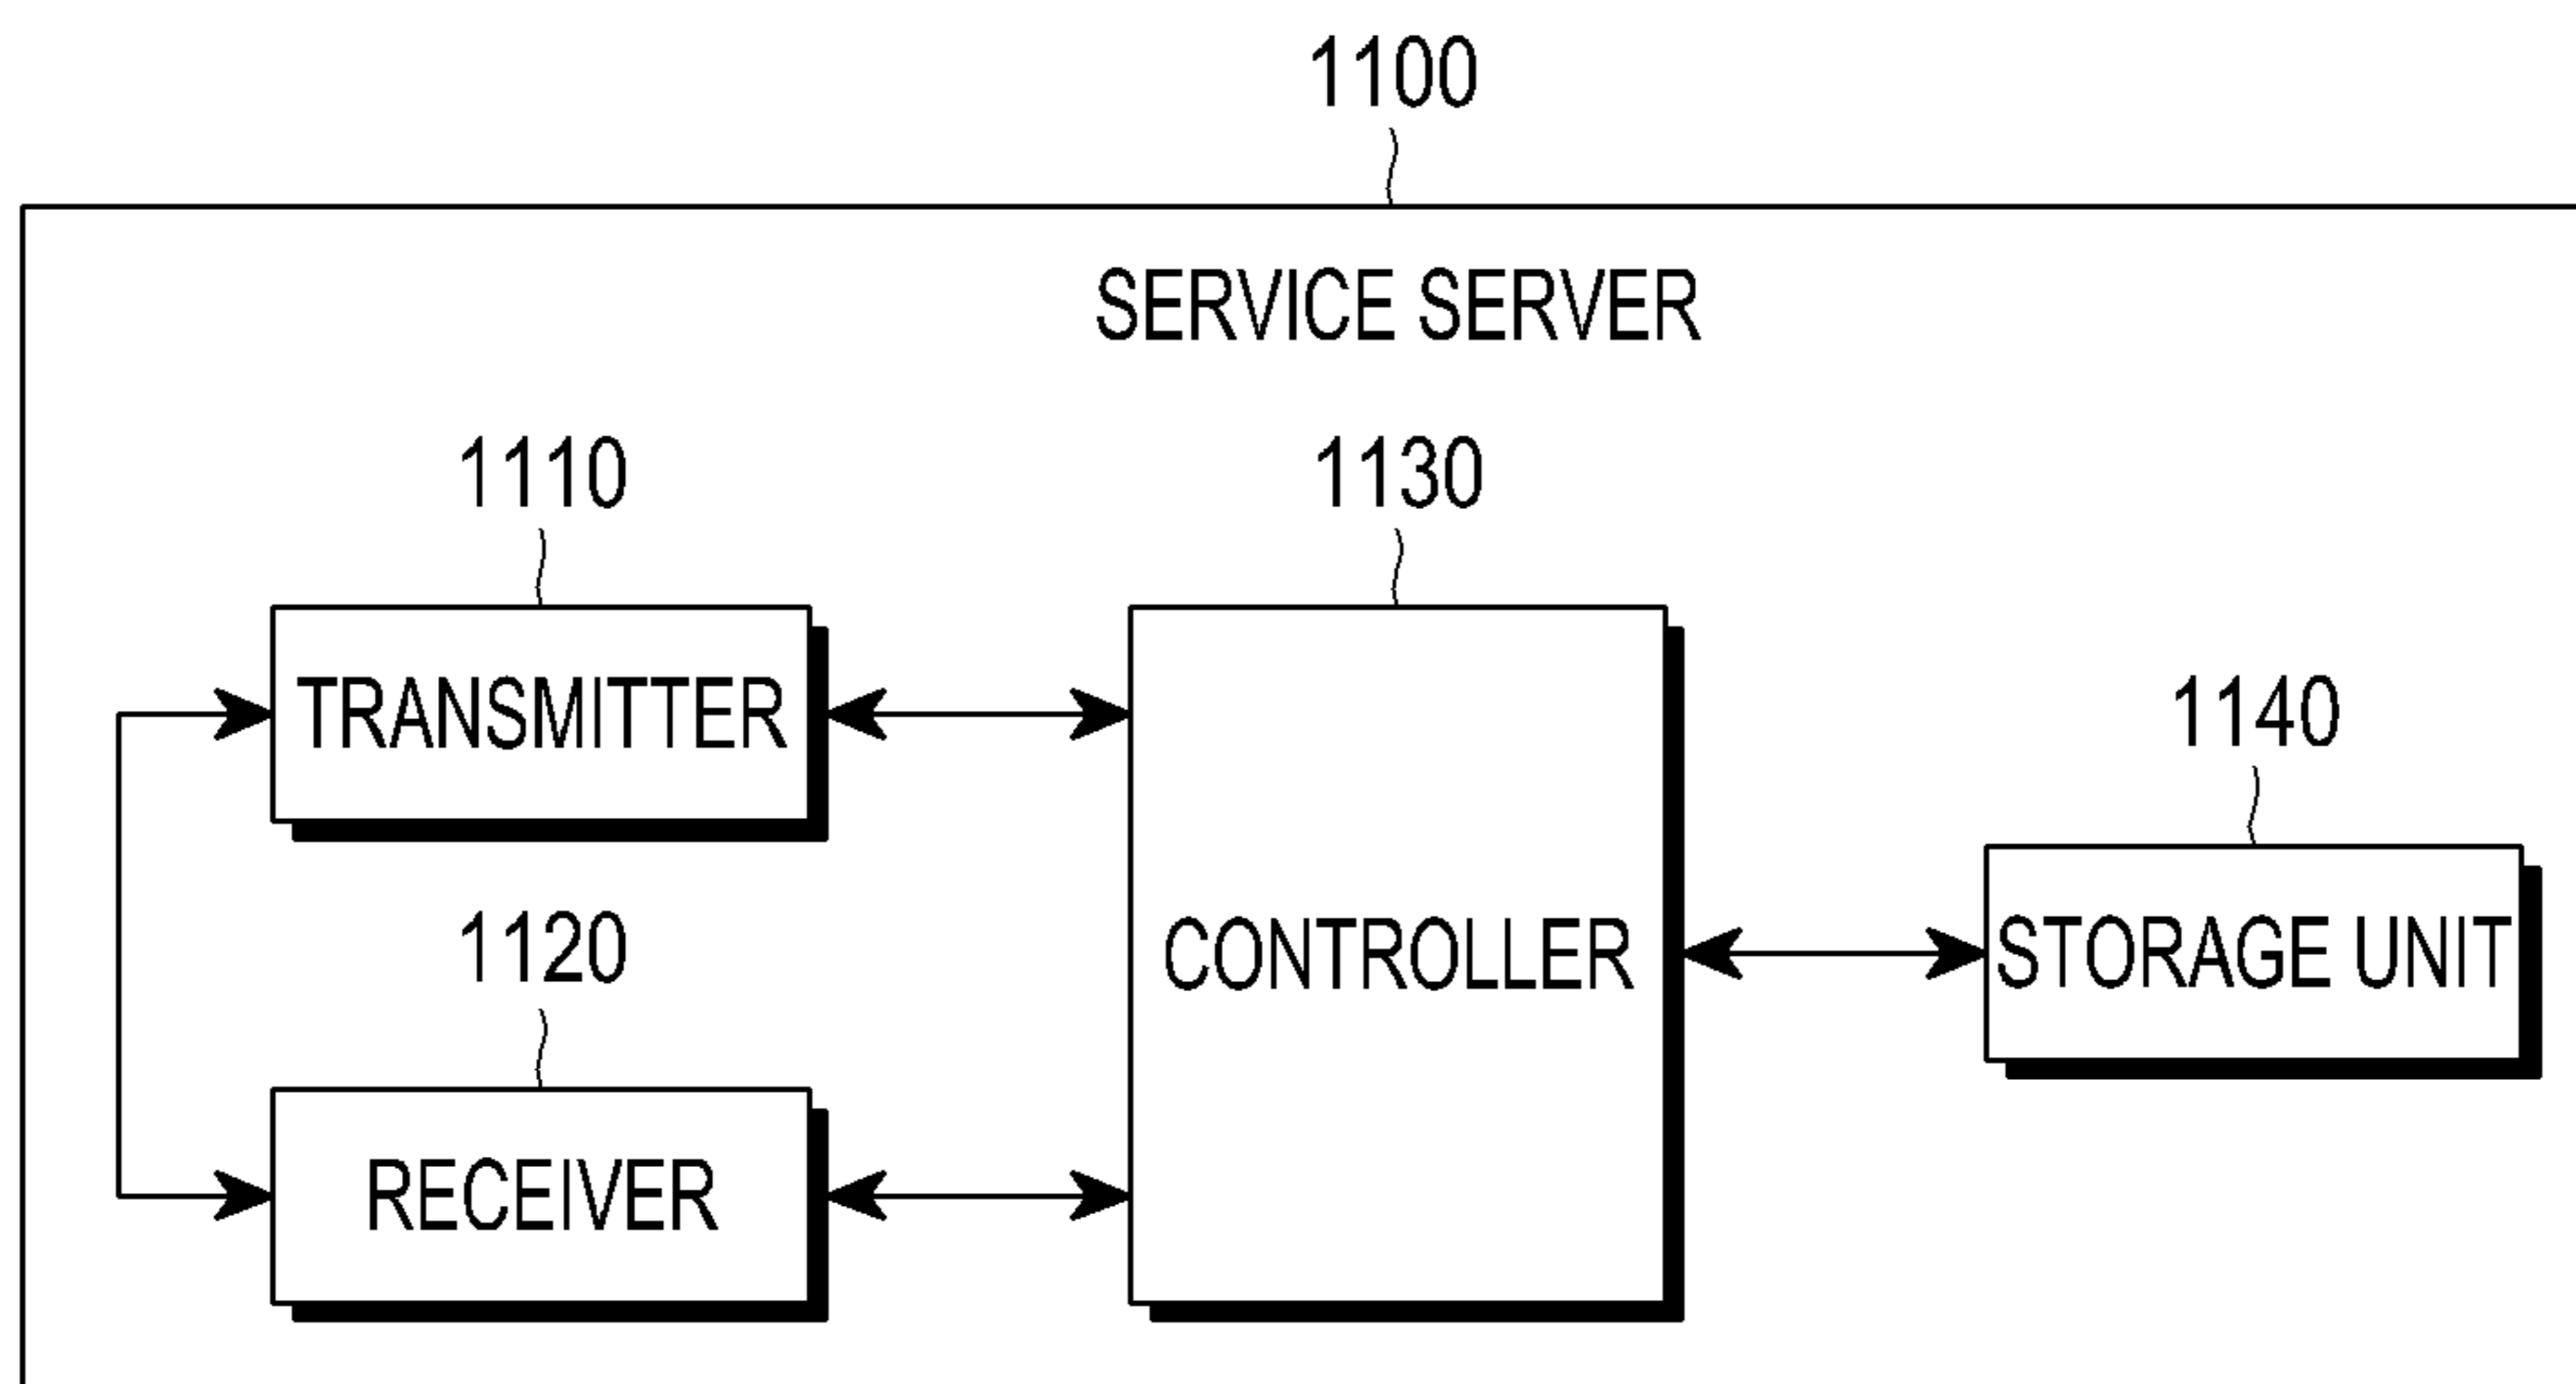 1100
SERVICE SERVER
1110
1130
TRANSMITTER
1140
1120
CONTROLLER
STORAGE UNIT
RECEIVER